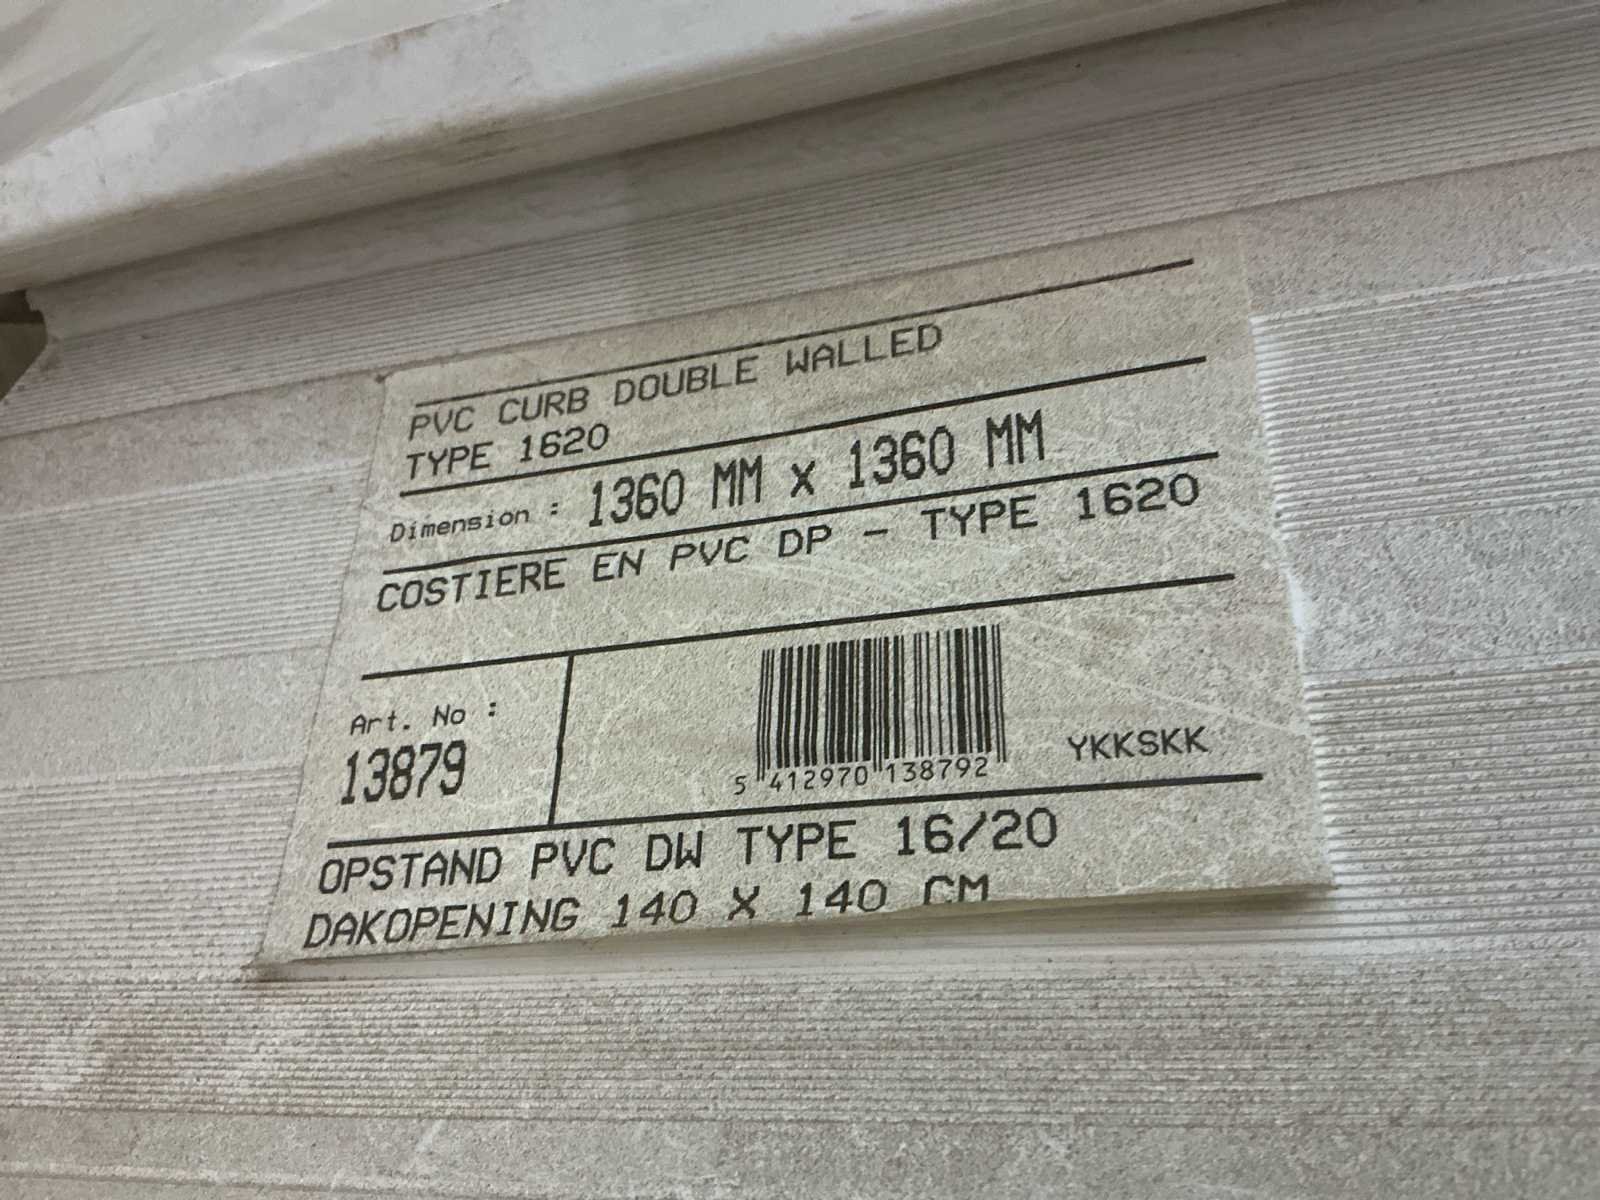 PVC CURB DOUBLE WALLED
TYPE 1620
Dimension : 1360 MM x 1360 MM
COSTIERE EN PVC DP - TYPE 1620
Art. No :
13879
5 412970 138792
YKKSKK
OPSTAND PVC DW TYPE 16/20
DAKOPENING 140 X 140 CM